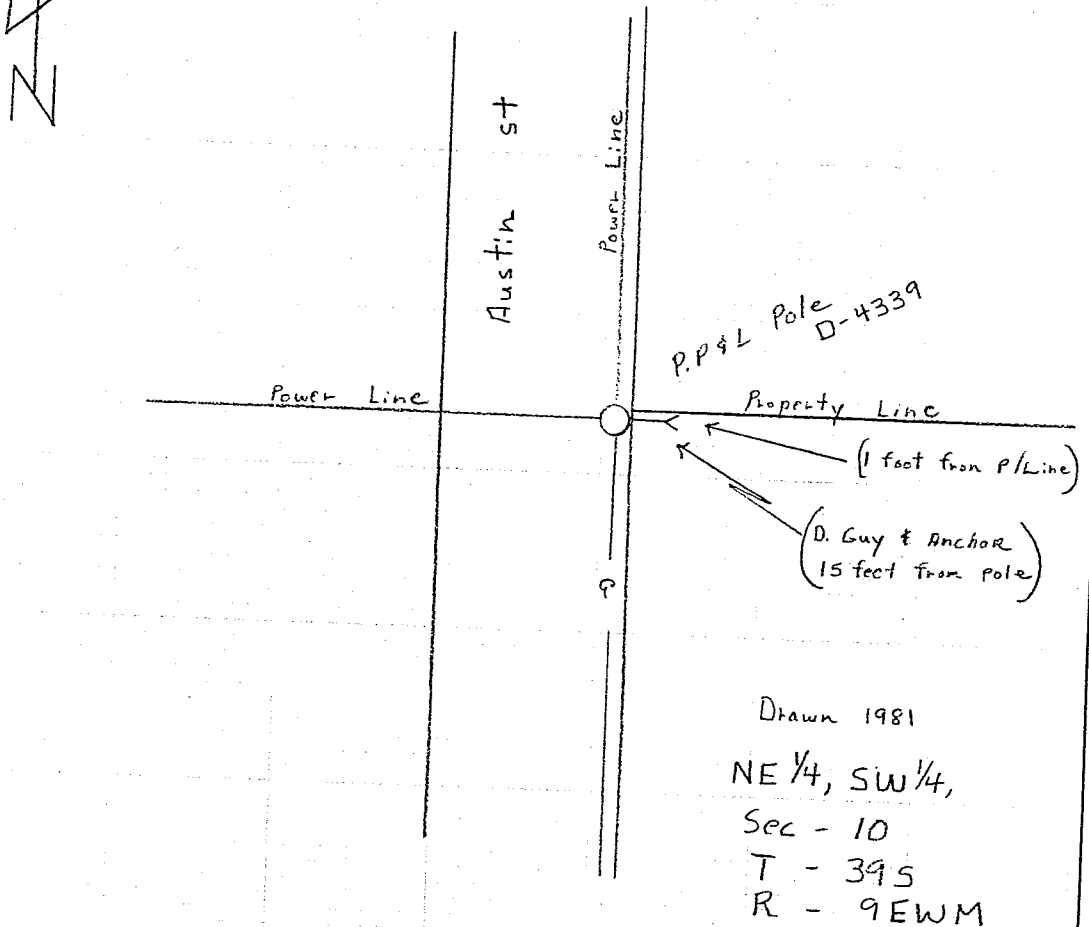 N
Austin st
Power Line
P.P & L Pole
D-4339
Power Line
Property Line
(1 foot from P/Line)
(D. Guy & Anchor
15 feet from pole)
Drawn 1981
NE 1/4, SW 1/4,
Sec - 10
T - 39S
R - 9EWM